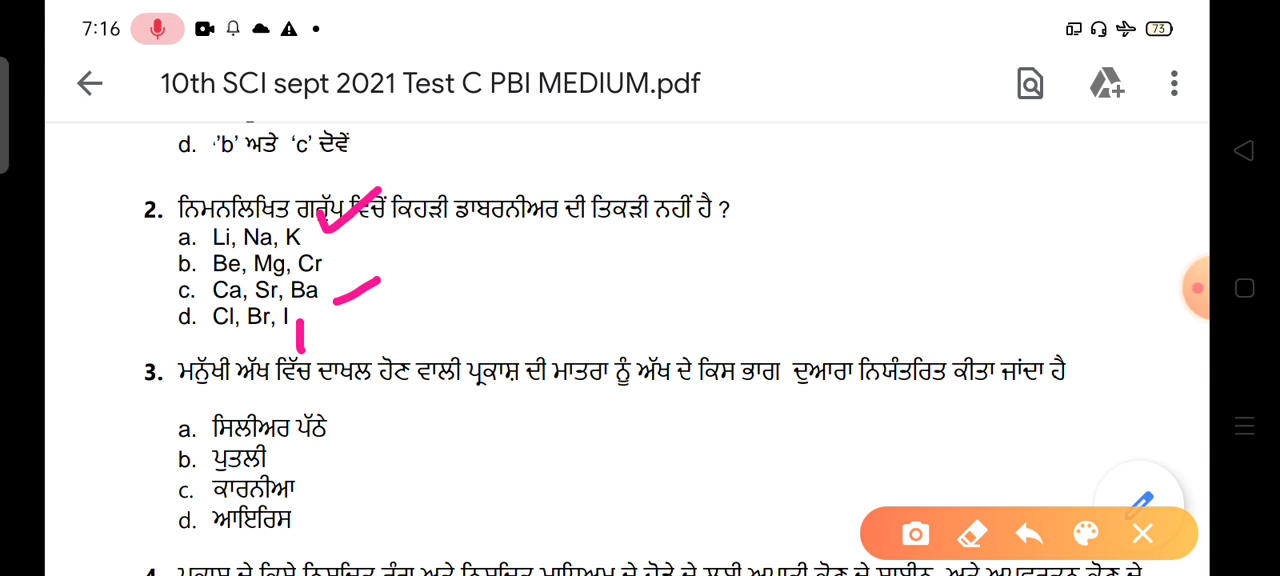 7:16
73
10th SCI sept 2021 Test C PBI MEDIUM.pdf
d. 'b' ਅਤੇ 'c' ਦੋਵੇਂ
2. ਨਿਮਨਲਿਖਿਤ ਗਰੁੱਪ ਵਿਚੋਂ ਕਿਹੜੀ ਡਾਬਰਨੀਅਰ ਦੀ ਤਿਕੜੀ ਨਹੀਂ ਹੈ ?
a. Li, Na, K
b. Be, Mg, Cr
c. Ca, Sr, Ba
d. Cl, Br, I
3. ਮਨੁੱਖੀ ਅੱਖ ਵਿੱਚ ਦਾਖਲ ਹੋਣ ਵਾਲੀ ਪ੍ਰਕਾਸ਼ ਦੀ ਮਾਤਰਾ ਨੂੰ ਅੱਖ ਦੇ ਕਿਸ ਭਾਗ ਦੁਆਰਾ ਨਿਯੰਤਰਿਤ ਕੀਤਾ ਜਾਂਦਾ ਹੈ
a. ਸਿਲੀਅਰ ਪੱਠੇ
b. ਪੁਤਲੀ
c. ਕਾਰਨੀਆ
d. ਆਇਰਿਸ